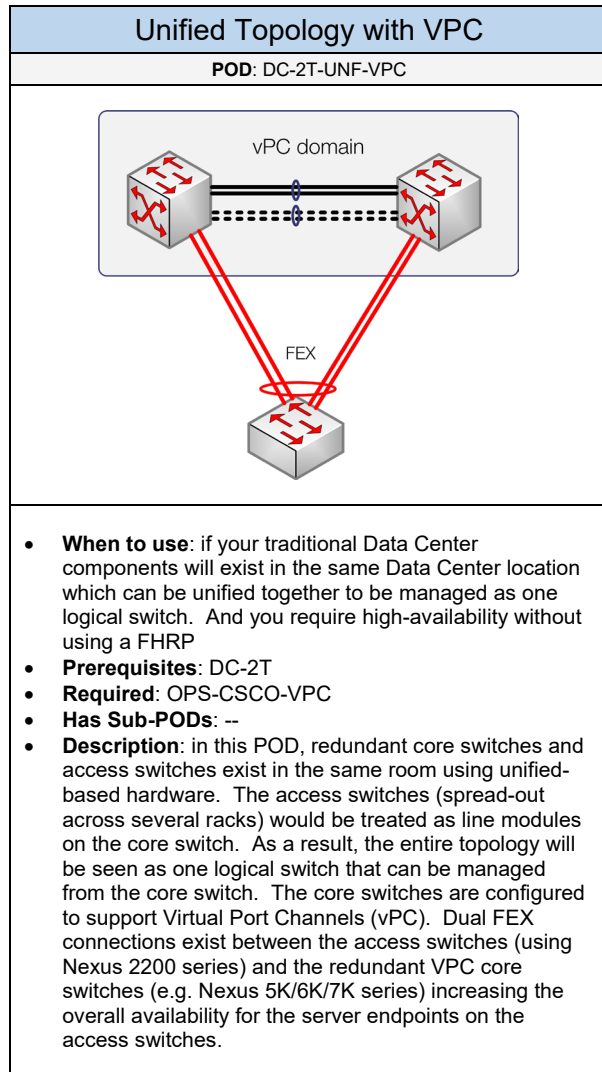 Unified Topology with VPC
POD: DC-2T-UNF-VPC
vPC domain
FEX
• When to use: if your traditional Data Center
components will exist in the same Data Center location
which can be unified together to be managed as one
logical switch.  And you require high-availability without
using a FHRP
• Prerequisites: DC-2T
• Required: OPS-CSCO-VPC
• Has Sub-PODs: --
• Description: in this POD, redundant core switches and
access switches exist in the same room using unified-
based hardware.  The access switches (spread-out
across several racks) would be treated as line modules
on the core switch.  As a result, the entire topology will
be seen as one logical switch that can be managed
from the core switch.  The core switches are configured
to support Virtual Port Channels (vPC).  Dual FEX
connections exist between the access switches (using
Nexus 2200 series) and the redundant VPC core
switches (e.g. Nexus 5K/6K/7K series) increasing the
overall availability for the server endpoints on the
access switches.